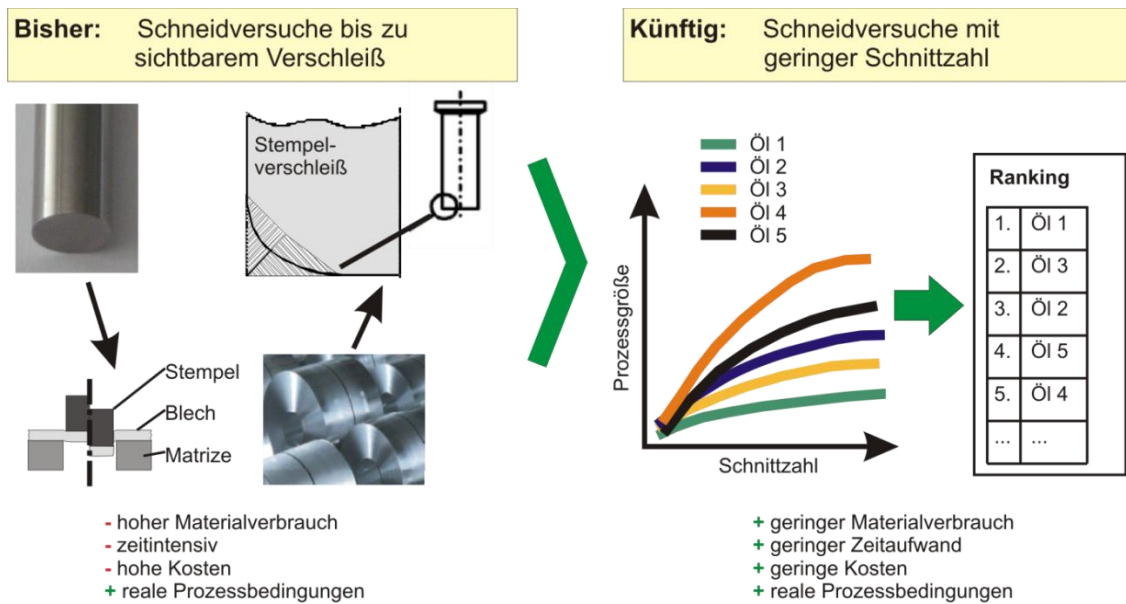 Bisher: Schneidversuche bis zu
sichtbarem Verschleiß
Stempel-
verschleiß
Stempel
Blech
Matrize
- hoher Materialverbrauch
- zeitintensiv
- hohe Kosten
+ reale Prozessbedingungen
Künftig: Schneidversuche mit
geringer Schnittzahl
Öl 1
Öl 2
Öl 3
Öl 4
Öl 5
Prozessgröße
Schnittzahl
Ranking
1. Öl 1
2. Öl 3
3. Öl 2
4. Öl 5
5. Öl 4
... ...
+ geringer Materialverbrauch
+ geringer Zeitaufwand
+ geringe Kosten
+ reale Prozessbedingungen